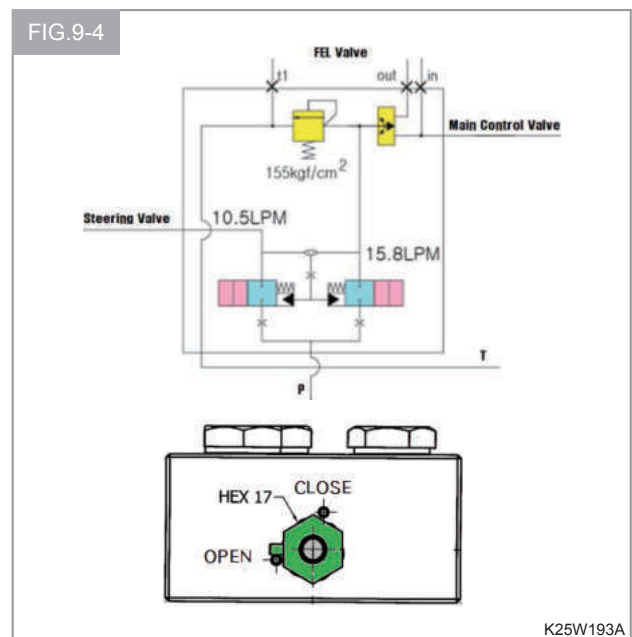 FIG.9-4
FEL Valve
t1
out
in
Main Control Valve
155kgf/cm2
Steering Valve
10.5LPM
15.8LPM
T
P
CLOSE
HEX 17
OPEN
K25W193A